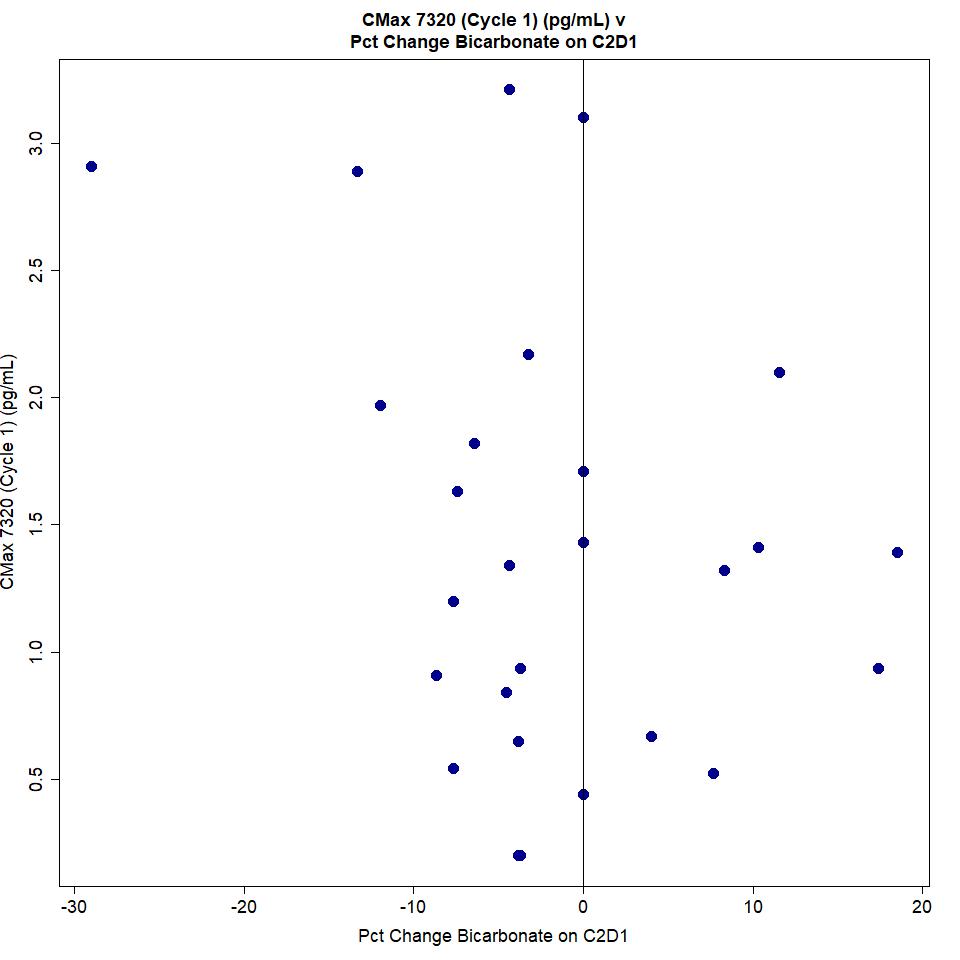 CMax 7320 (Cycle 1) (pg/mL) v
Pct Change Bicarbonate on C2D1
CMax 7320 (Cycle 1) (pg/mL)
3.0
2.5
2.0
1.5
1.0
0.5
-30 -20 -10 0 10 20
Pct Change Bicarbonate on C2D1